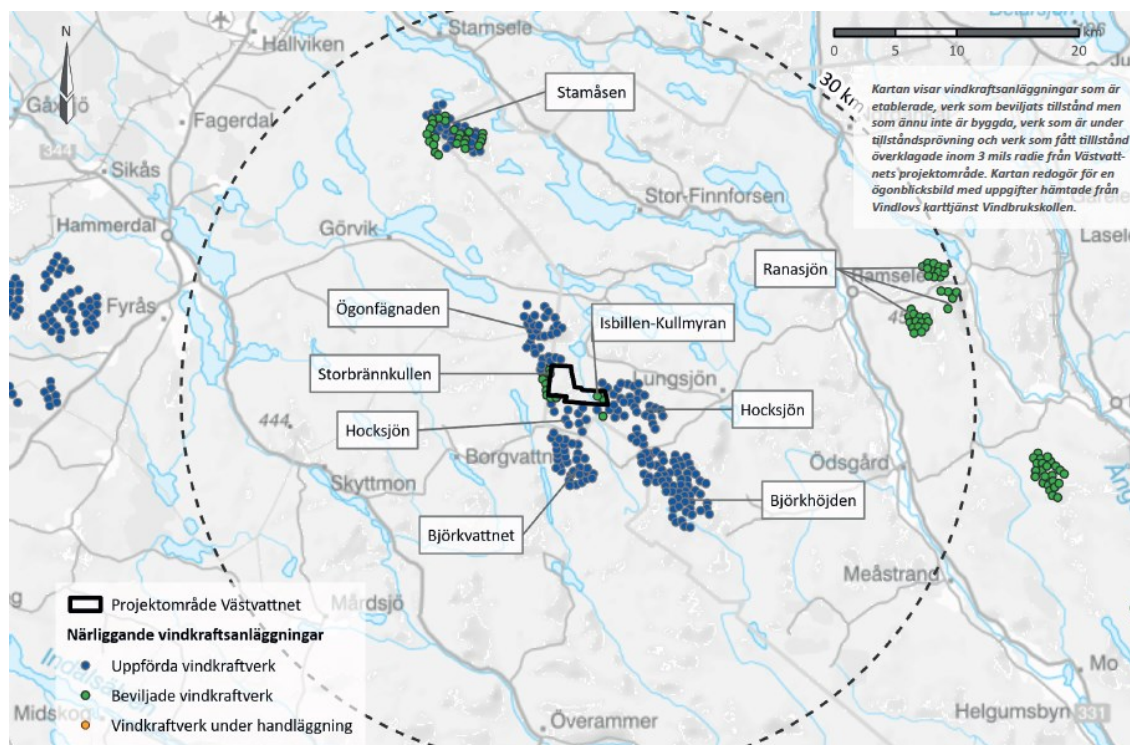 Hallviken
Stamsele
N
0 5 10 20
km
30 km
Kartan visar vindkraftsanläggningar som är
etablerade, verk som beviljats tillstånd men
som ännu inte är byggda, verk som är under
tillståndsprövning och verk som fått tilllstånd
överklagade inom 3 mils radie från Västvatt-
nets projektområde. Kartan redogör för en
ögonblicksbild med uppgifter hämtade från
Vindlovs karttjänst Vindbrukskollen.
Stamåsen
Gåxsjö
Fagerdal
344
Sikås
Stor-Finnforsen
Hammerdal
Görvik
Lasele
Ranasjön
Ramsele
Fyrås
Ögonfägnaden
Isbillen-Kullmyran
Storbrännkullen
Lungsjön
Hocksjön
Hocksjön
444
Borgvattnet
Ödsgård
Skyttmon
Björkhöjden
Björkvattnet
Meåstrand
Mårdsjö
Projektområde Västvattnet
Närliggande vindkraftsanläggningar
Uppförda vindkraftverk
Beviljade vindkraftverk
Vindkraftverk under handläggning
Indalsälven
Midskog
Mo
Helgumsbyn 331
Överammer